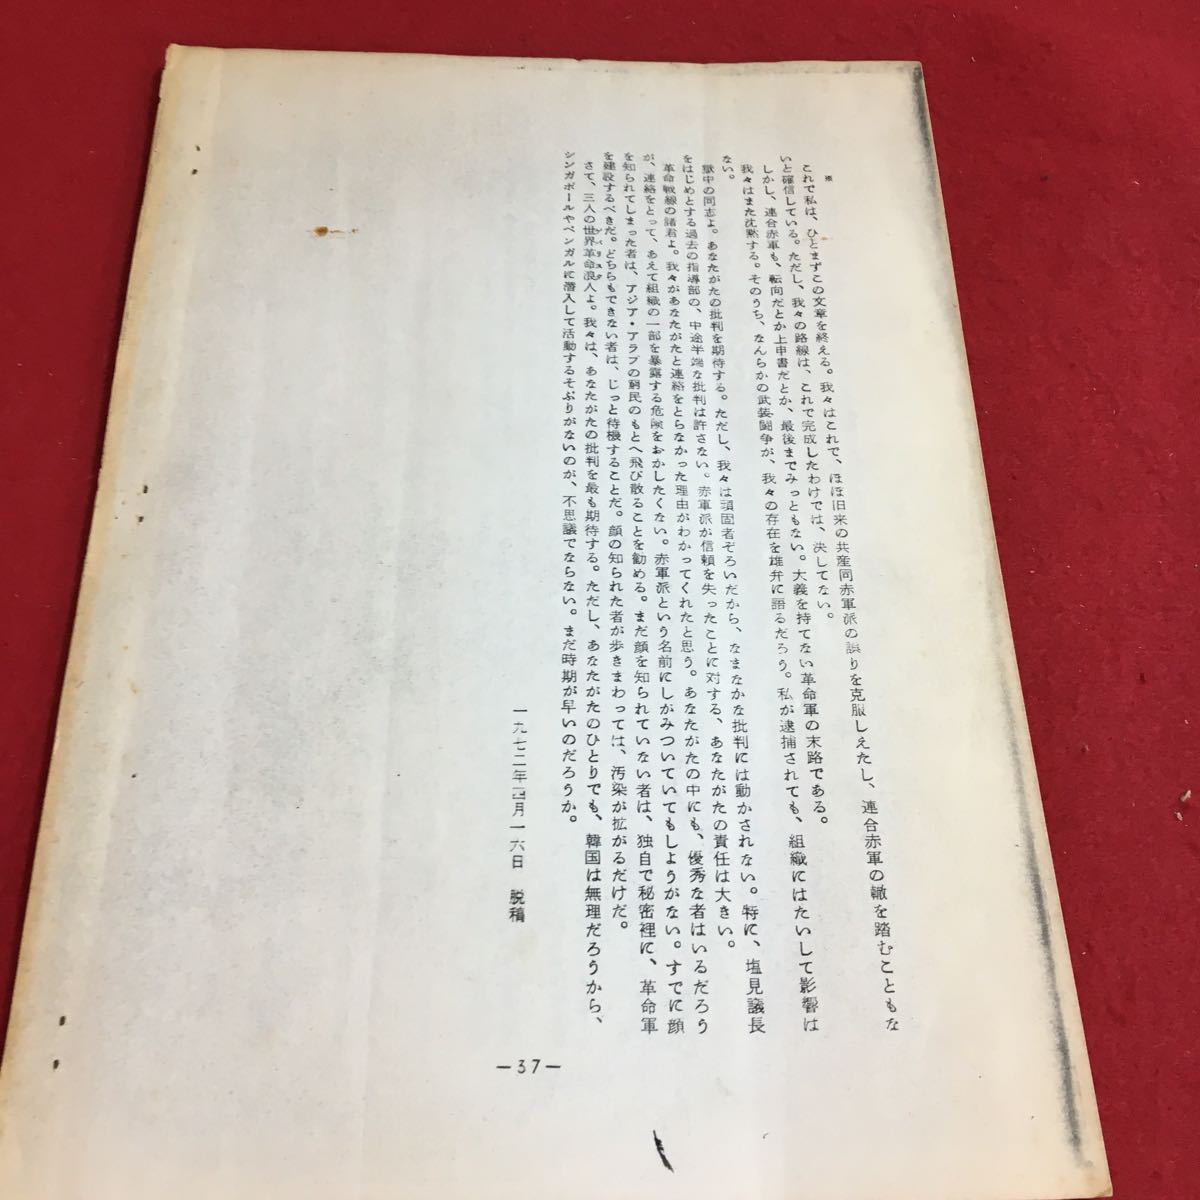 ※
これで私は、ひとまずこの文章を終える。我々はこれで、ほぼ旧来の共産同赤軍派の誤りを克服しえたし、連合赤軍の轍を踏むこともな
いと確信している。ただし、我々の路線は、これで完成したわけでは、決してない。
しかし、連合赤軍も、転向だとか上申書だとか、最後までみっともない。大義を持てない革命軍の末路である。
我々はまた沈黙する。そのうち、なんらかの武装闘争が、我々の存在を雄弁に語るだろう。私が逮捕されても、組織にはたいして影響は
ない。
獄中の同志よ。あなたがたの批判を期待する。ただし、我々は頑固者ぞろいだから、なまなかな批判には動かされない。特に、塩見議長
をはじめとする過去の指導部の、中途半端な批判は許さない。赤軍派が信頼を失ったことに対する、あなたがたの責任は大きい。
革命戦線の諸君よ。我々があなたがたと連絡をとらなかった理由がわかってくれたと思う。あなたがたの中にも、優秀な者はいるだろう
が、連絡をとって、あえて組織の一部を暴露する危険をおかしたくない。赤軍派という名前にしがみついていてもしようがない。すでに顔
を知られてしまった者は、アジア・アラブの窮民のもとへ飛び散ることを勧める。まだ顔を知られていない者は、独自で秘密裡に、革命軍
を建設するべきだ。どちらもできない者は、じっと待機することだ。顔の知られた者が歩きまわっては、汚染が拡がるだけだ。
さて、三人の世界革命浪人よ。我々は、あなたがたの批判を最も期待する。ただし、あなたがたのひとりでも、韓国は無理だろうから、
シンガポールやベンガルに潜入して活動するそぶりがないのが、不思議でならない。まだ時期が早いのだろうか。
一九七二年四月一六日　脱稿
—37—